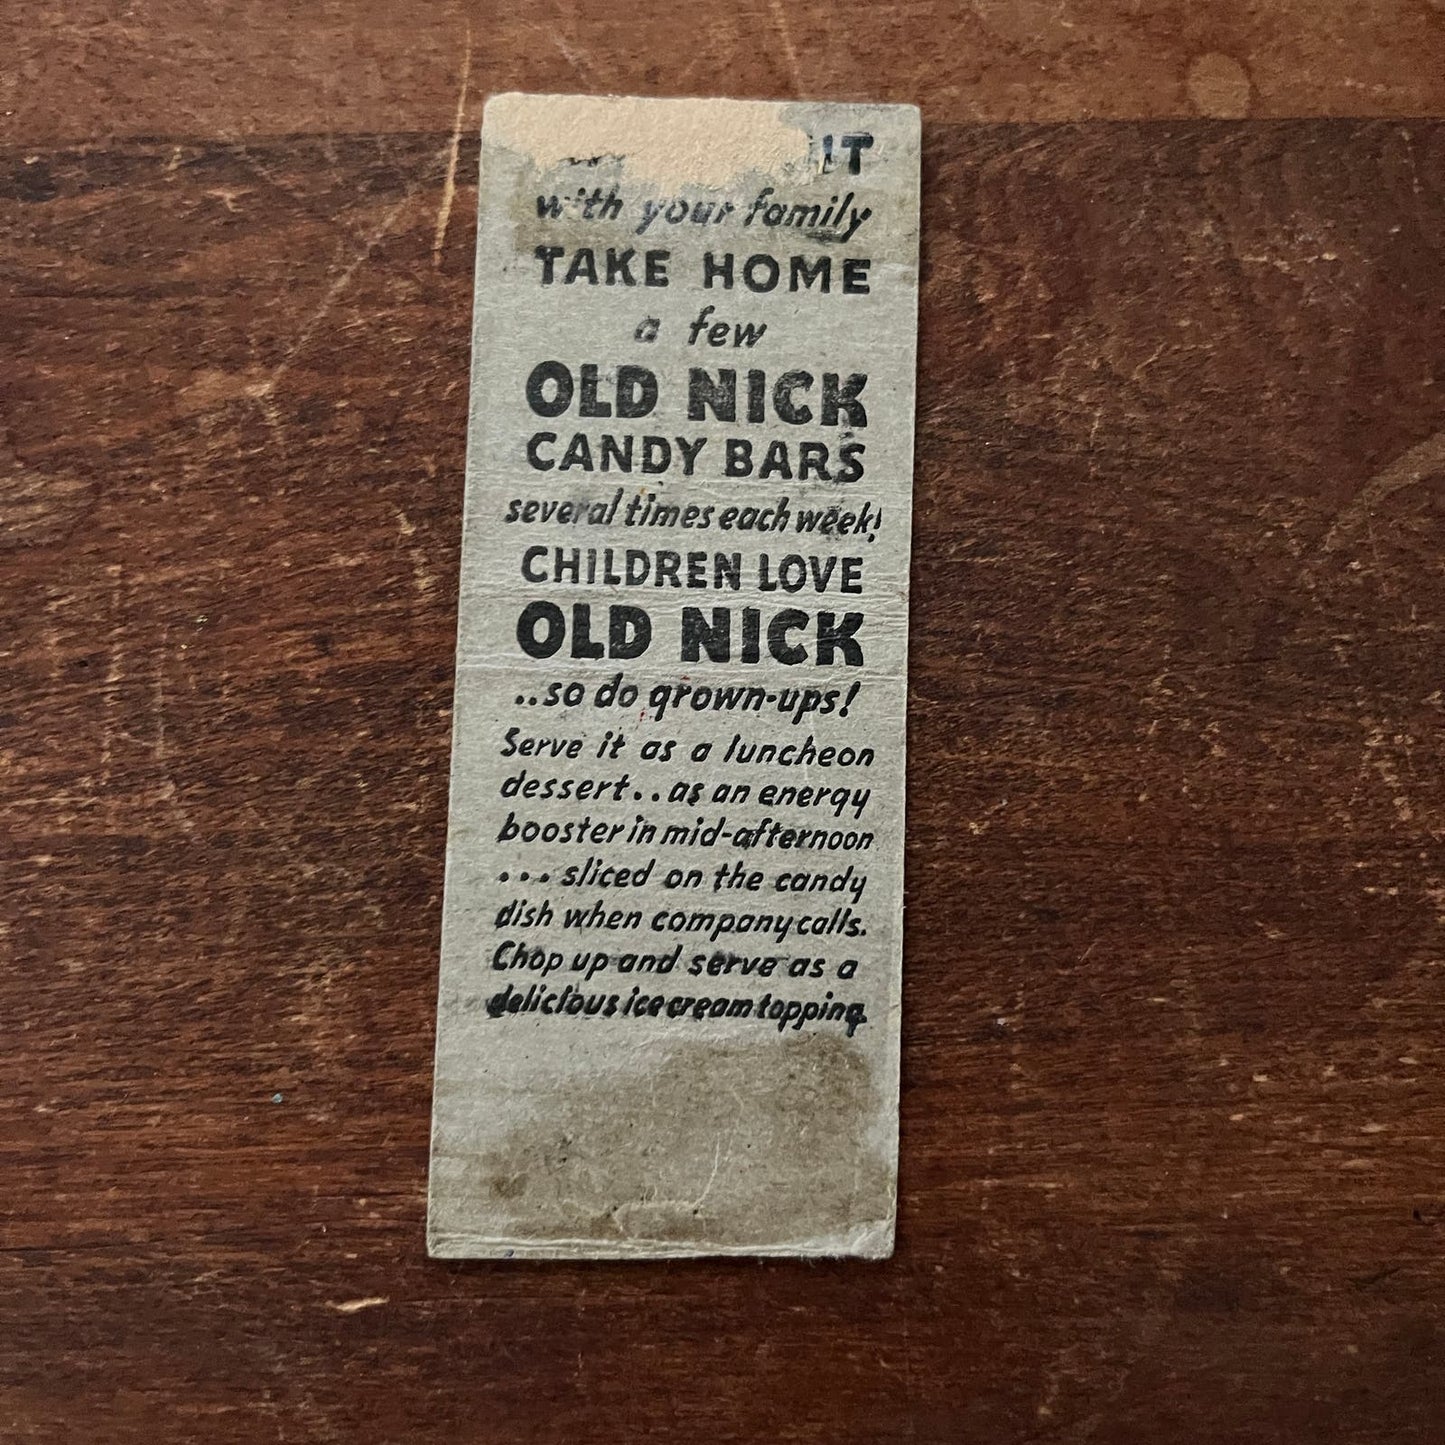 with your family
TAKE HOME
a few
OLD NICK
CANDY BARS
several times each week!
CHILDREN LOVE
OLD NICK
..so do grown-ups!
Serve it as a luncheon
dessert..as an energy
booster in mid-afternoon
...sliced on the candy
dish when company calls.
Chop up and serve as a
delicious ice cream topping